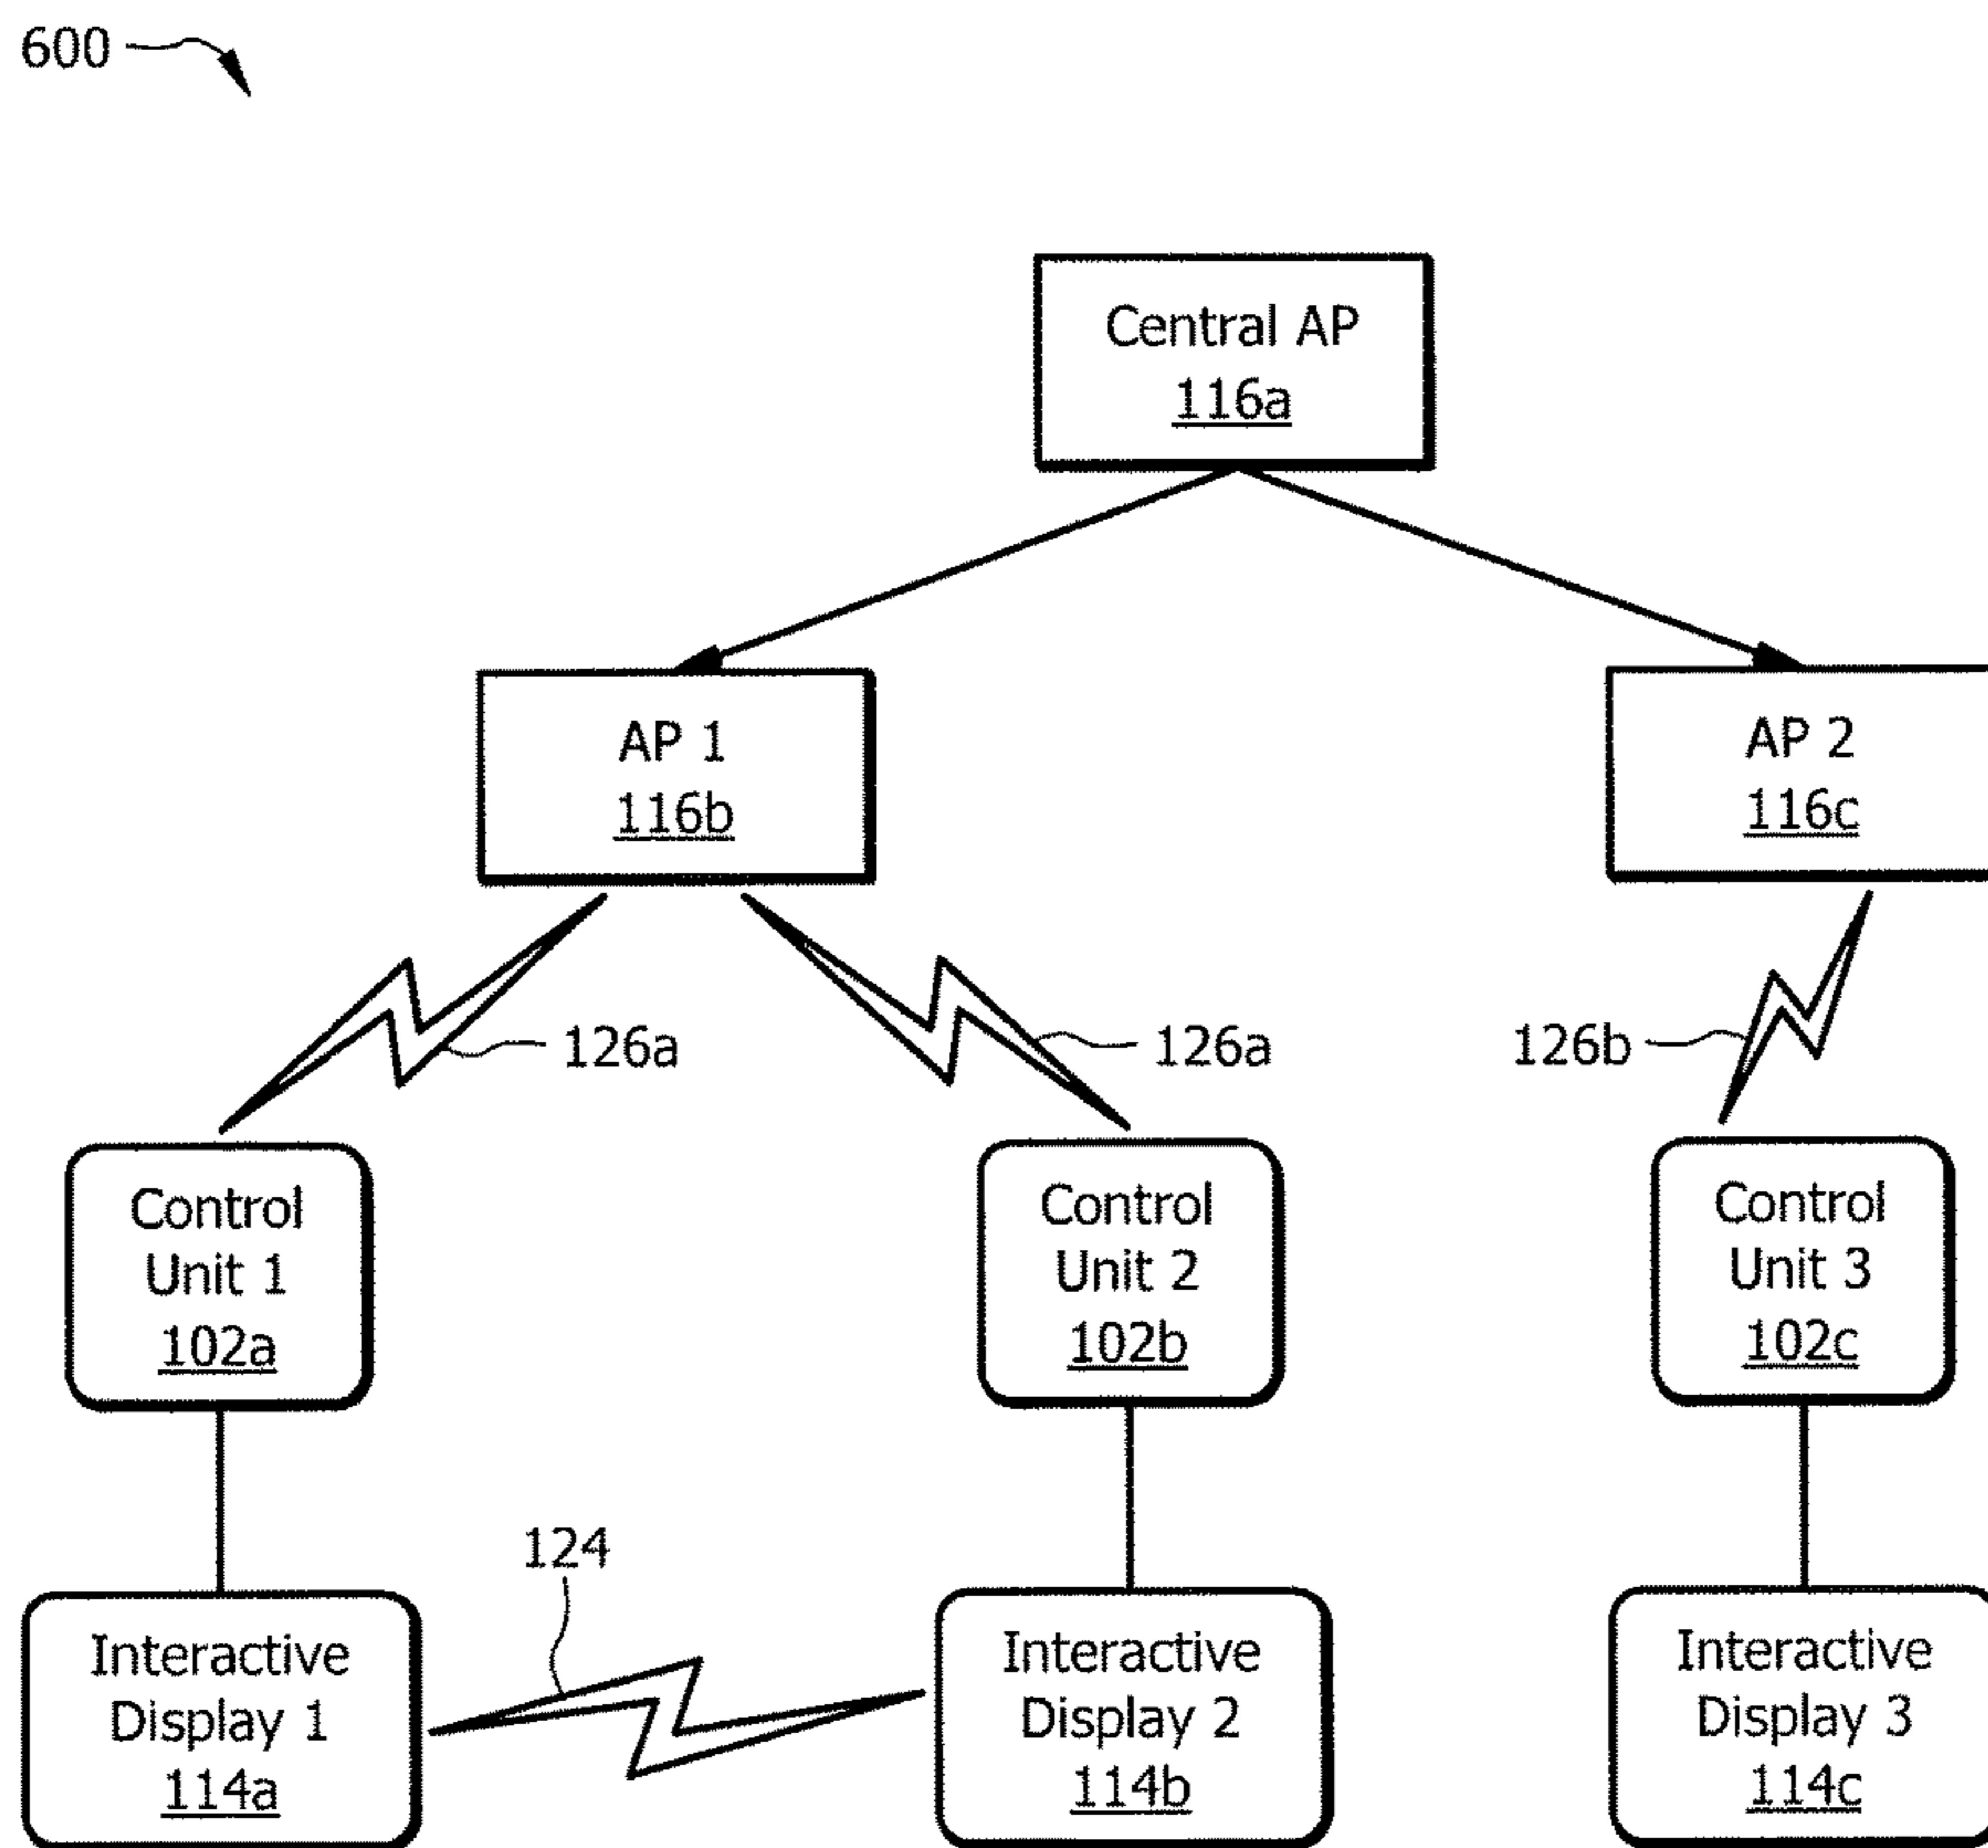 600
Central AP
116a
AP 1
116b
AP 2
116c
126a
126a
126b
Control
Unit 1
102a
Control
Unit 2
102b
Control
Unit 3
102c
124
Interactive
Display 1
114a
Interactive
Display 2
114b
Interactive
Display 3
114c